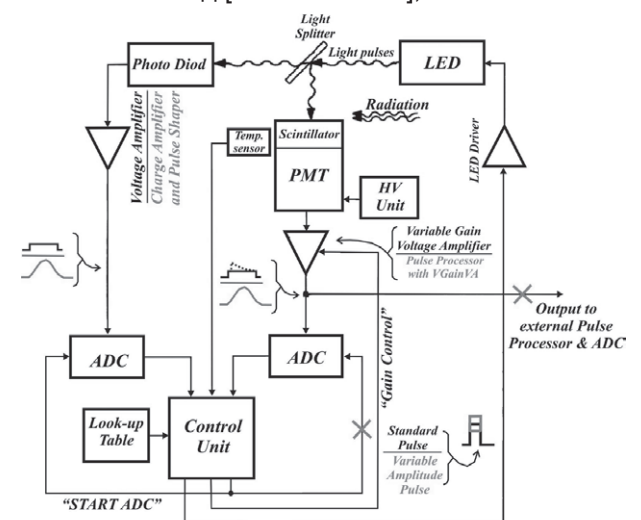 Light
Splitter
Photo Diod
Light pulses
LED
Radiation
Temp.
sensor
Scintillator
PMT
HV
Unit
LED Driver
Voltage Amplifier
Charge Amplifier
and Pulse Shaper
Variable Gain
Voltage Amplifier
Pulse Processor
with VGainVA
Output to
external Pulse
Processor & ADC
ADC
ADC
"Gain Control"
Look-up
Table
Control
Unit
Standard
Pulse
Variable
Amplitude
Pulse
"START ADC"